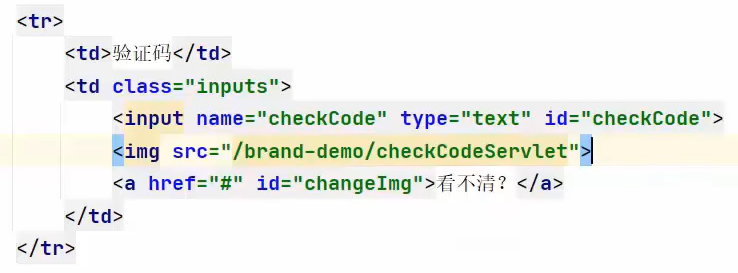 <tr>
<td>验证码</td>
<td class="inputs">
<input name="checkCode" type="text" id="checkCode">
<img src="/brand-demo/checkCodeServlet">
<a href="#" id="changeImg">看不清？</a>
</td>
</tr>